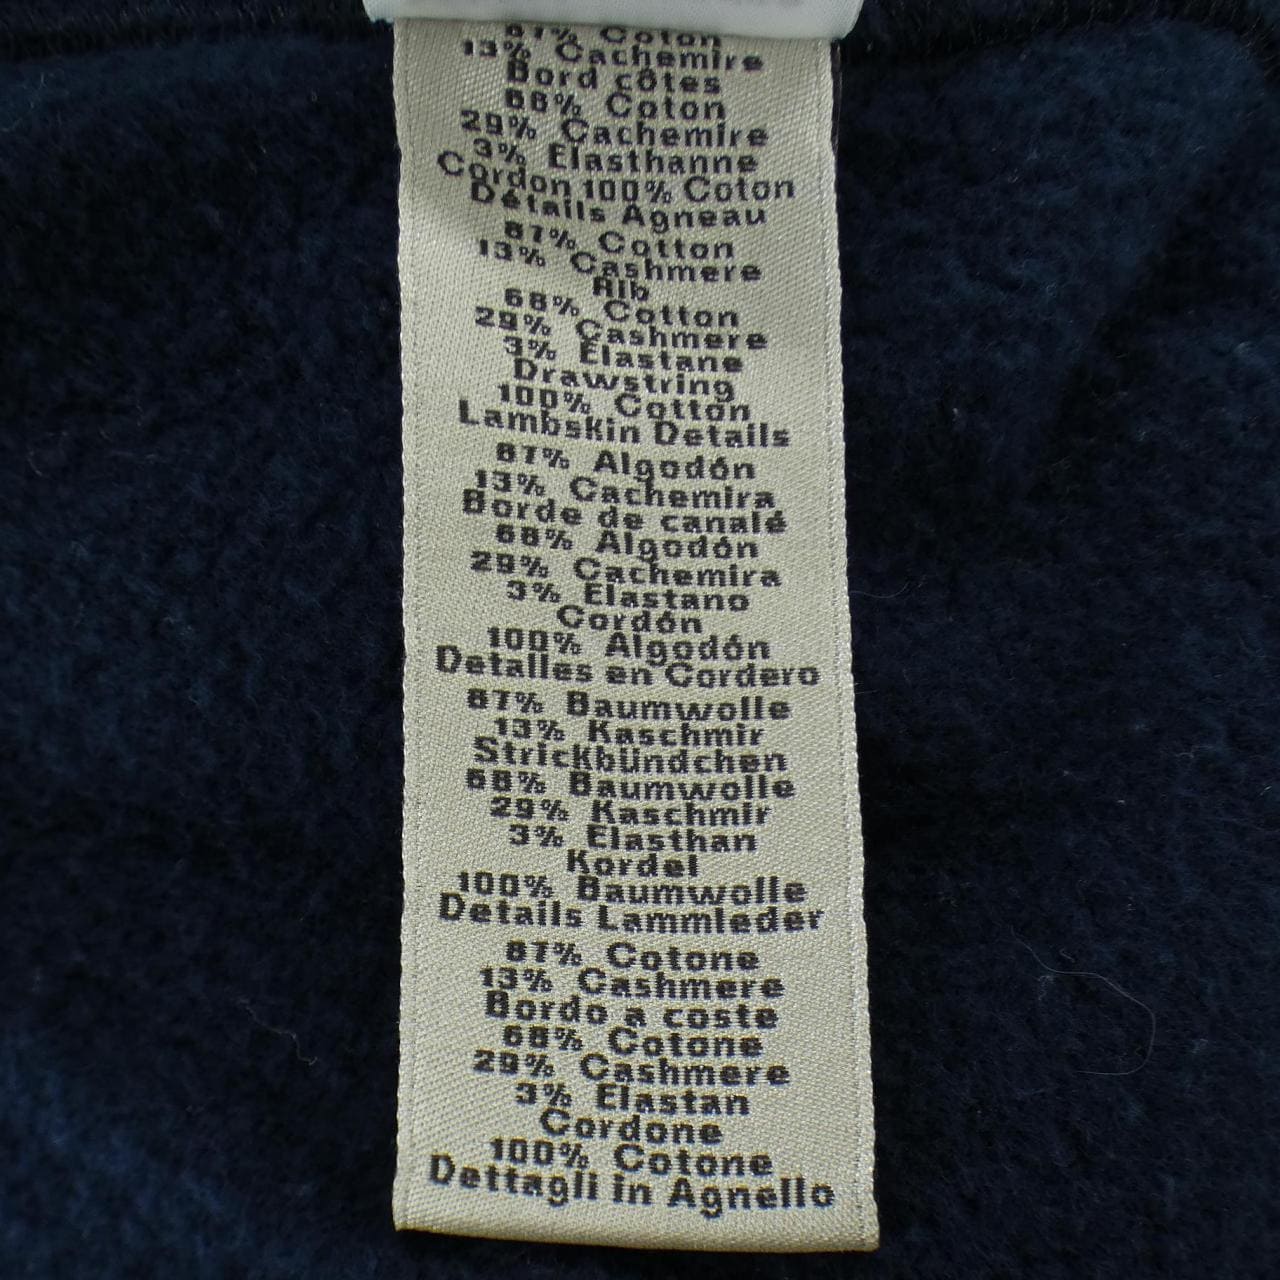 87% Coton
13% Cachemire
Bord côtes
68% Coton
29% Cachemire
3% Elasthanne
Cordon 100% Coton
Détails Agneau
87% Cotton
13% Cashmere
Rib
68% Cotton
29% Cashmere
3% Elastane
Drawstring
100% Cotton
Lambskin Details
87% Algodón
13% Cachemira
Borde de canalé
68% Algodón
29% Cachemira
3% Elastano
Cordón
100% Algodón
Detalles en Cordero
87% Baumwolle
13% Kaschmir
Strickbündchen
68% Baumwolle
29% Kaschmir
3% Elasthan
Kordel
100% Baumwolle
Details Lammleder
87% Cotone
13% Cashmere
Bordo a coste
68% Cotone
29% Cashmere
3% Elastan
Cordone
100% Cotone
Dettagli in Agnello